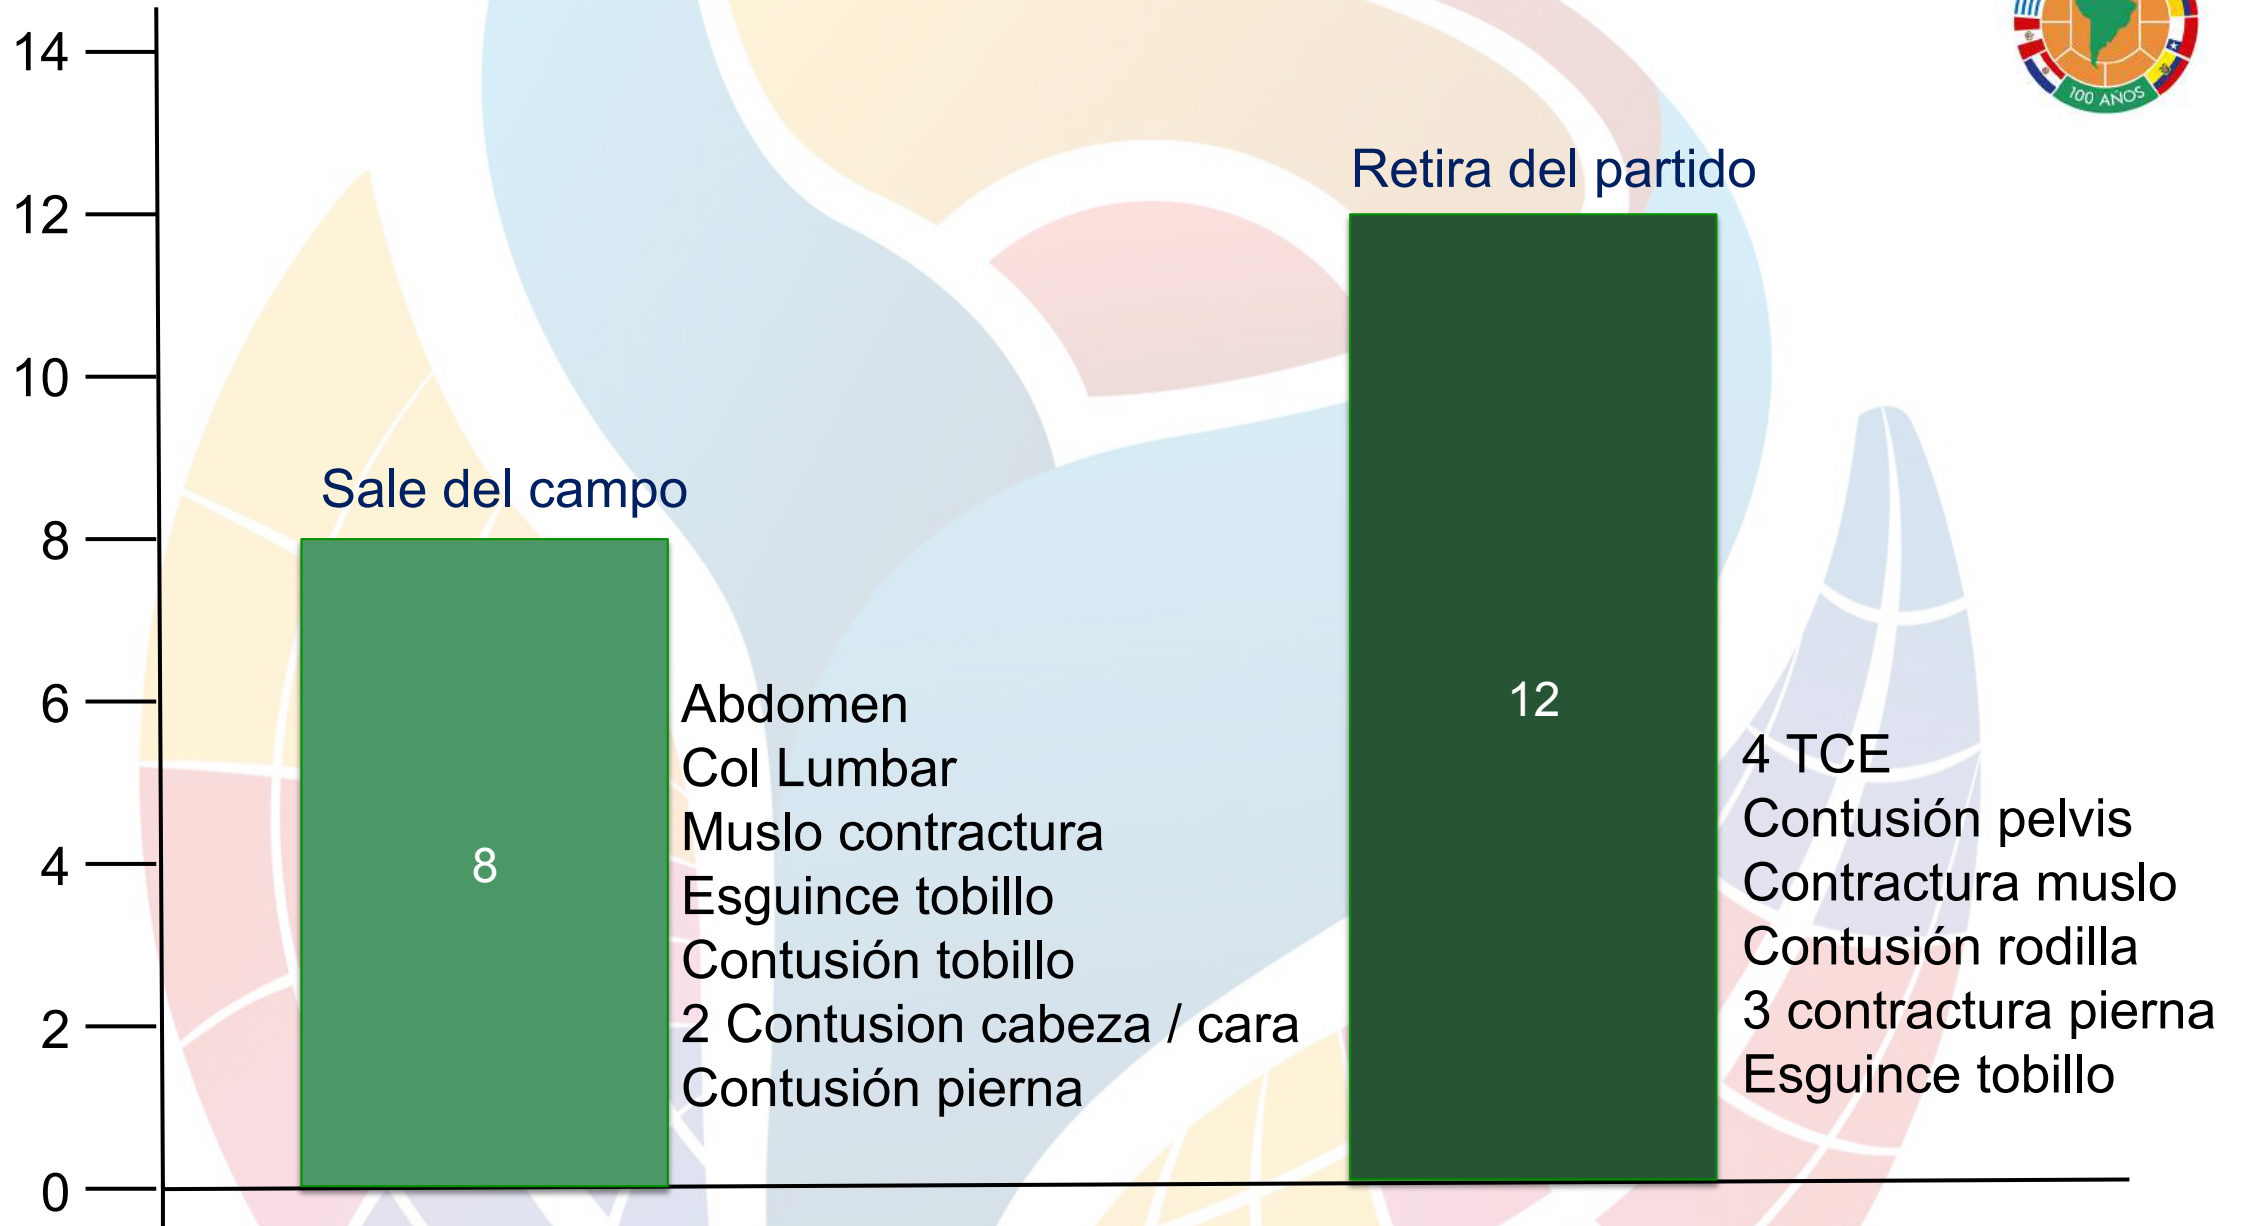 14
12
10
8
6
4
2
0
Sale del campo
8
Abdomen
Col Lumbar
Muslo contractura
Esguince tobillo
Contusión tobillo
2 Contusion cabeza / cara
Contusión pierna
Retira del partido
12
4 TCE
Contusión pelvis
Contractura muslo
Contusión rodilla
3 contractura pierna
Esguince tobillo
100 AÑOS